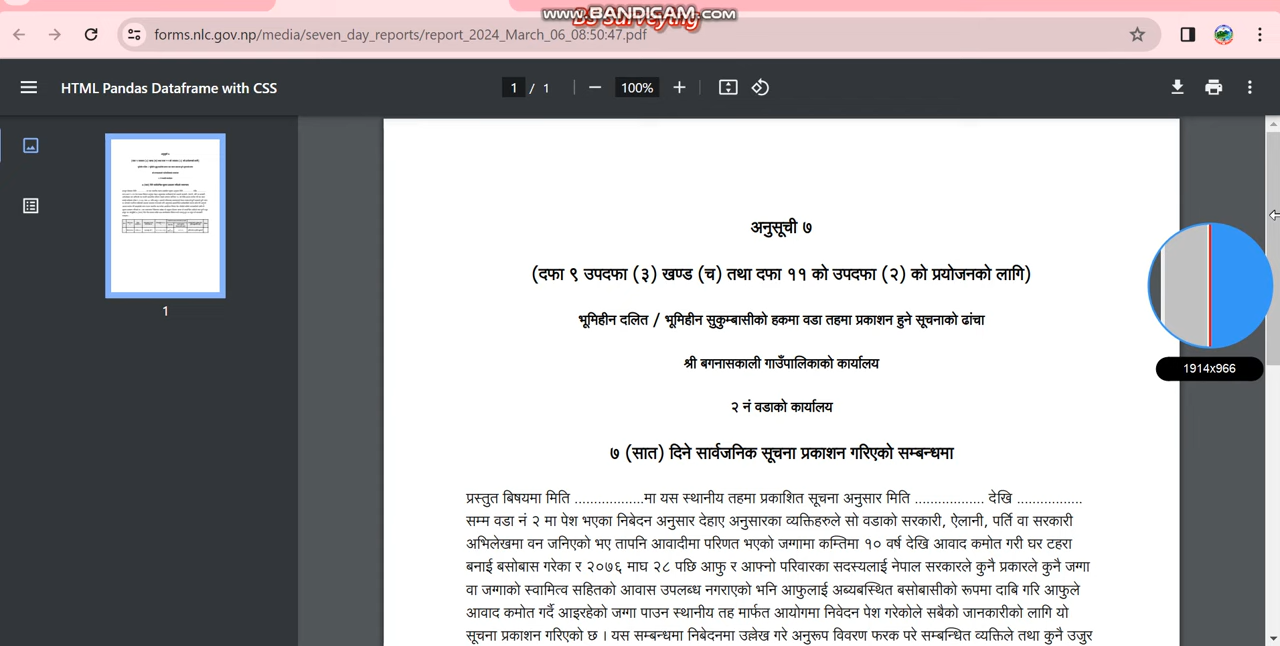 www.BANDICAM.com
DS Surveying
forms.nlc.gov.np/media/seven_day_reports/report_2024_March_06_08:50:47.pdf
HTML Pandas Dataframe with CSS
1 / 1
100%
1
अनुसूची ७
(दफा ९ उपदफा (३) खण्ड (च) तथा दफा ११ को उपदफा (२) को प्रयोजनको लागि)
भूमिहीन दलित / भूमिहीन सुकुम्बासीको हकमा वडा तहमा प्रकाशन हुने सूचनाको ढांचा
श्री बगनासकाली गाउँपालिकाको कार्यालय
1914x966
२ नं वडाको कार्यालय
७ (सात) दिने सार्वजनिक सूचना प्रकाशन गरिएको सम्बन्धमा
प्रस्तुत बिषयमा मिति ..................मा यस स्थानीय तहमा प्रकाशित सूचना अनुसार मिति .................. देखि .................
सम्म वडा नं २ मा पेश भएका निबेदन अनुसार देहाए अनुसारका व्यक्तिहरुले सो वडाको सरकारी, ऐलानी, पर्ति वा सरकारी
अभिलेखमा वन जनिएको भए तापनि आवादीमा परिणत भएको जग्गामा कम्तिमा १० वर्ष देखि आवाद कमोत गरी घर टहरा
बनाई बसोबास गरेका र २०७६ माघ २८ पछि आफु र आफ्नो परिवारका सदस्यलाई नेपाल सरकारले कुनै प्रकारले कुनै जग्गा
वा जग्गाको स्वामित्व सहितको आवास उपलब्ध नगराएको भनि आफुलाई अब्यबस्थित बसोबासीको रूपमा दाबि गरि आफुले
आवाद कमोत गर्दै आइरहेको जग्गा पाउन स्थानीय तह मार्फत आयोगमा निबेदन पेश गरेकोले सबैको जानकारीको लागि यो
सूचना प्रकाशन गरिएको छ । यस सम्बन्धमा निबेदनमा उल्लेख गरे अनुरूप विवरण फरक परे सम्बन्धित व्यक्तिले तथा कुनै उजुर